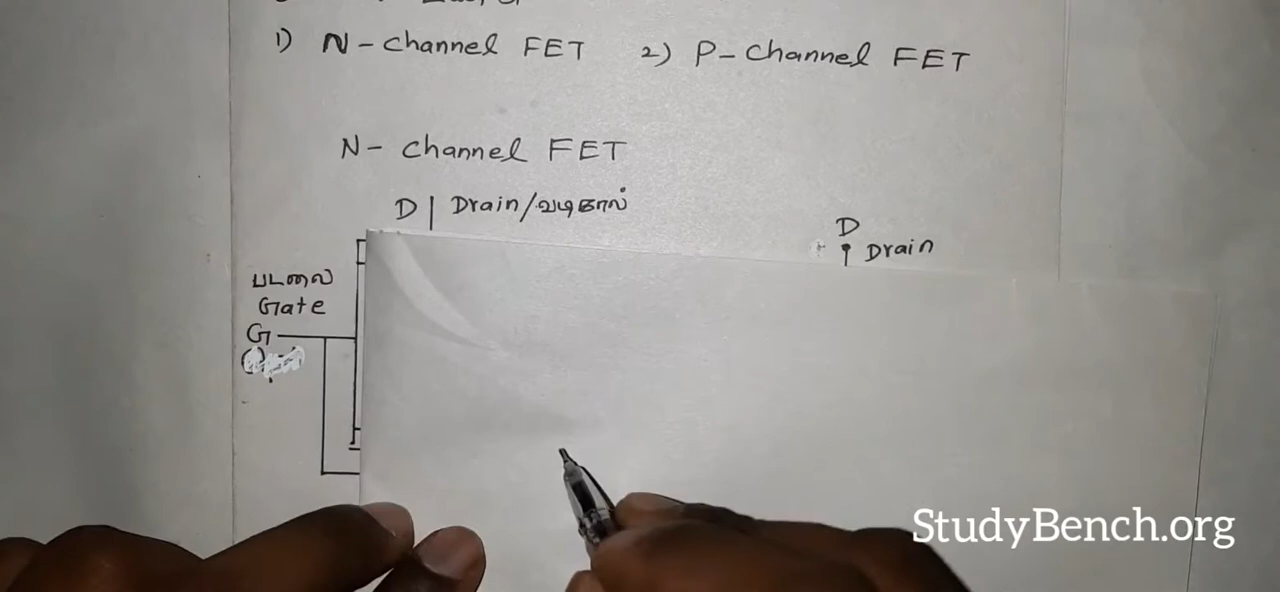 1) N-channel FET 2) P-channel FET
N-channel FET
D Drain/வடிகால்
D
Drain
படலை
Gate
G
StudyBench.org